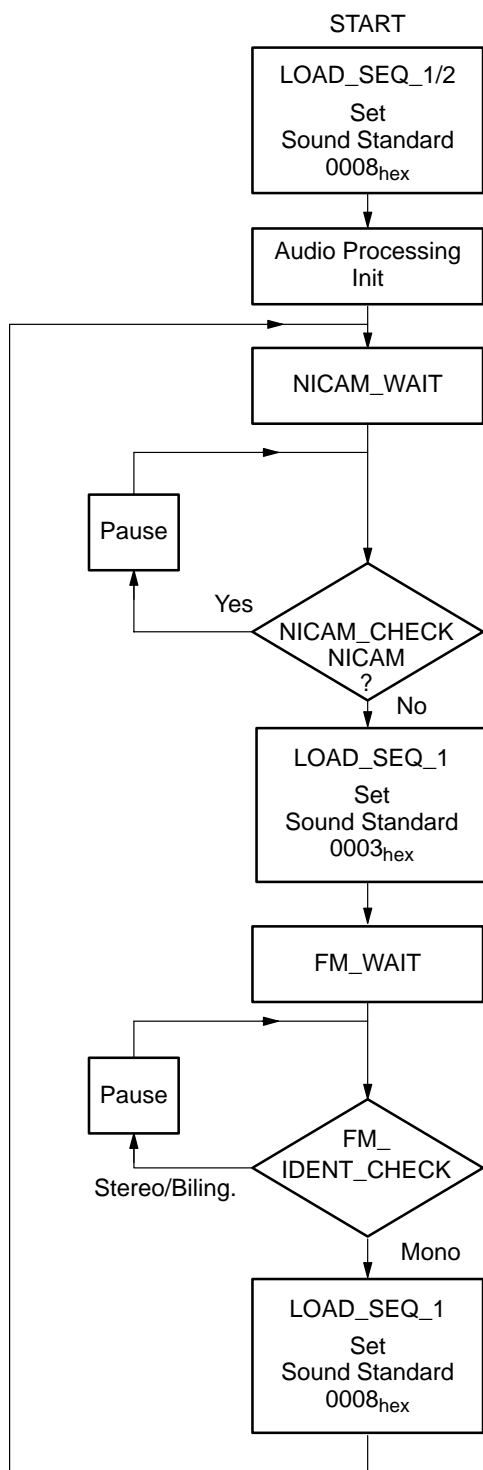 START
LOAD_SEQ_1/2
Set
Sound Standard
0008hex
Audio Processing
Init
NICAM_WAIT
Pause
Yes
NICAM_CHECK
NICAM
?
No
LOAD_SEQ_1
Set
Sound Standard
0003hex
FM_WAIT
Pause
FM_
IDENT_CHECK
Stereo/Biling.
Mono
LOAD_SEQ_1
Set
Sound Standard
0008hex